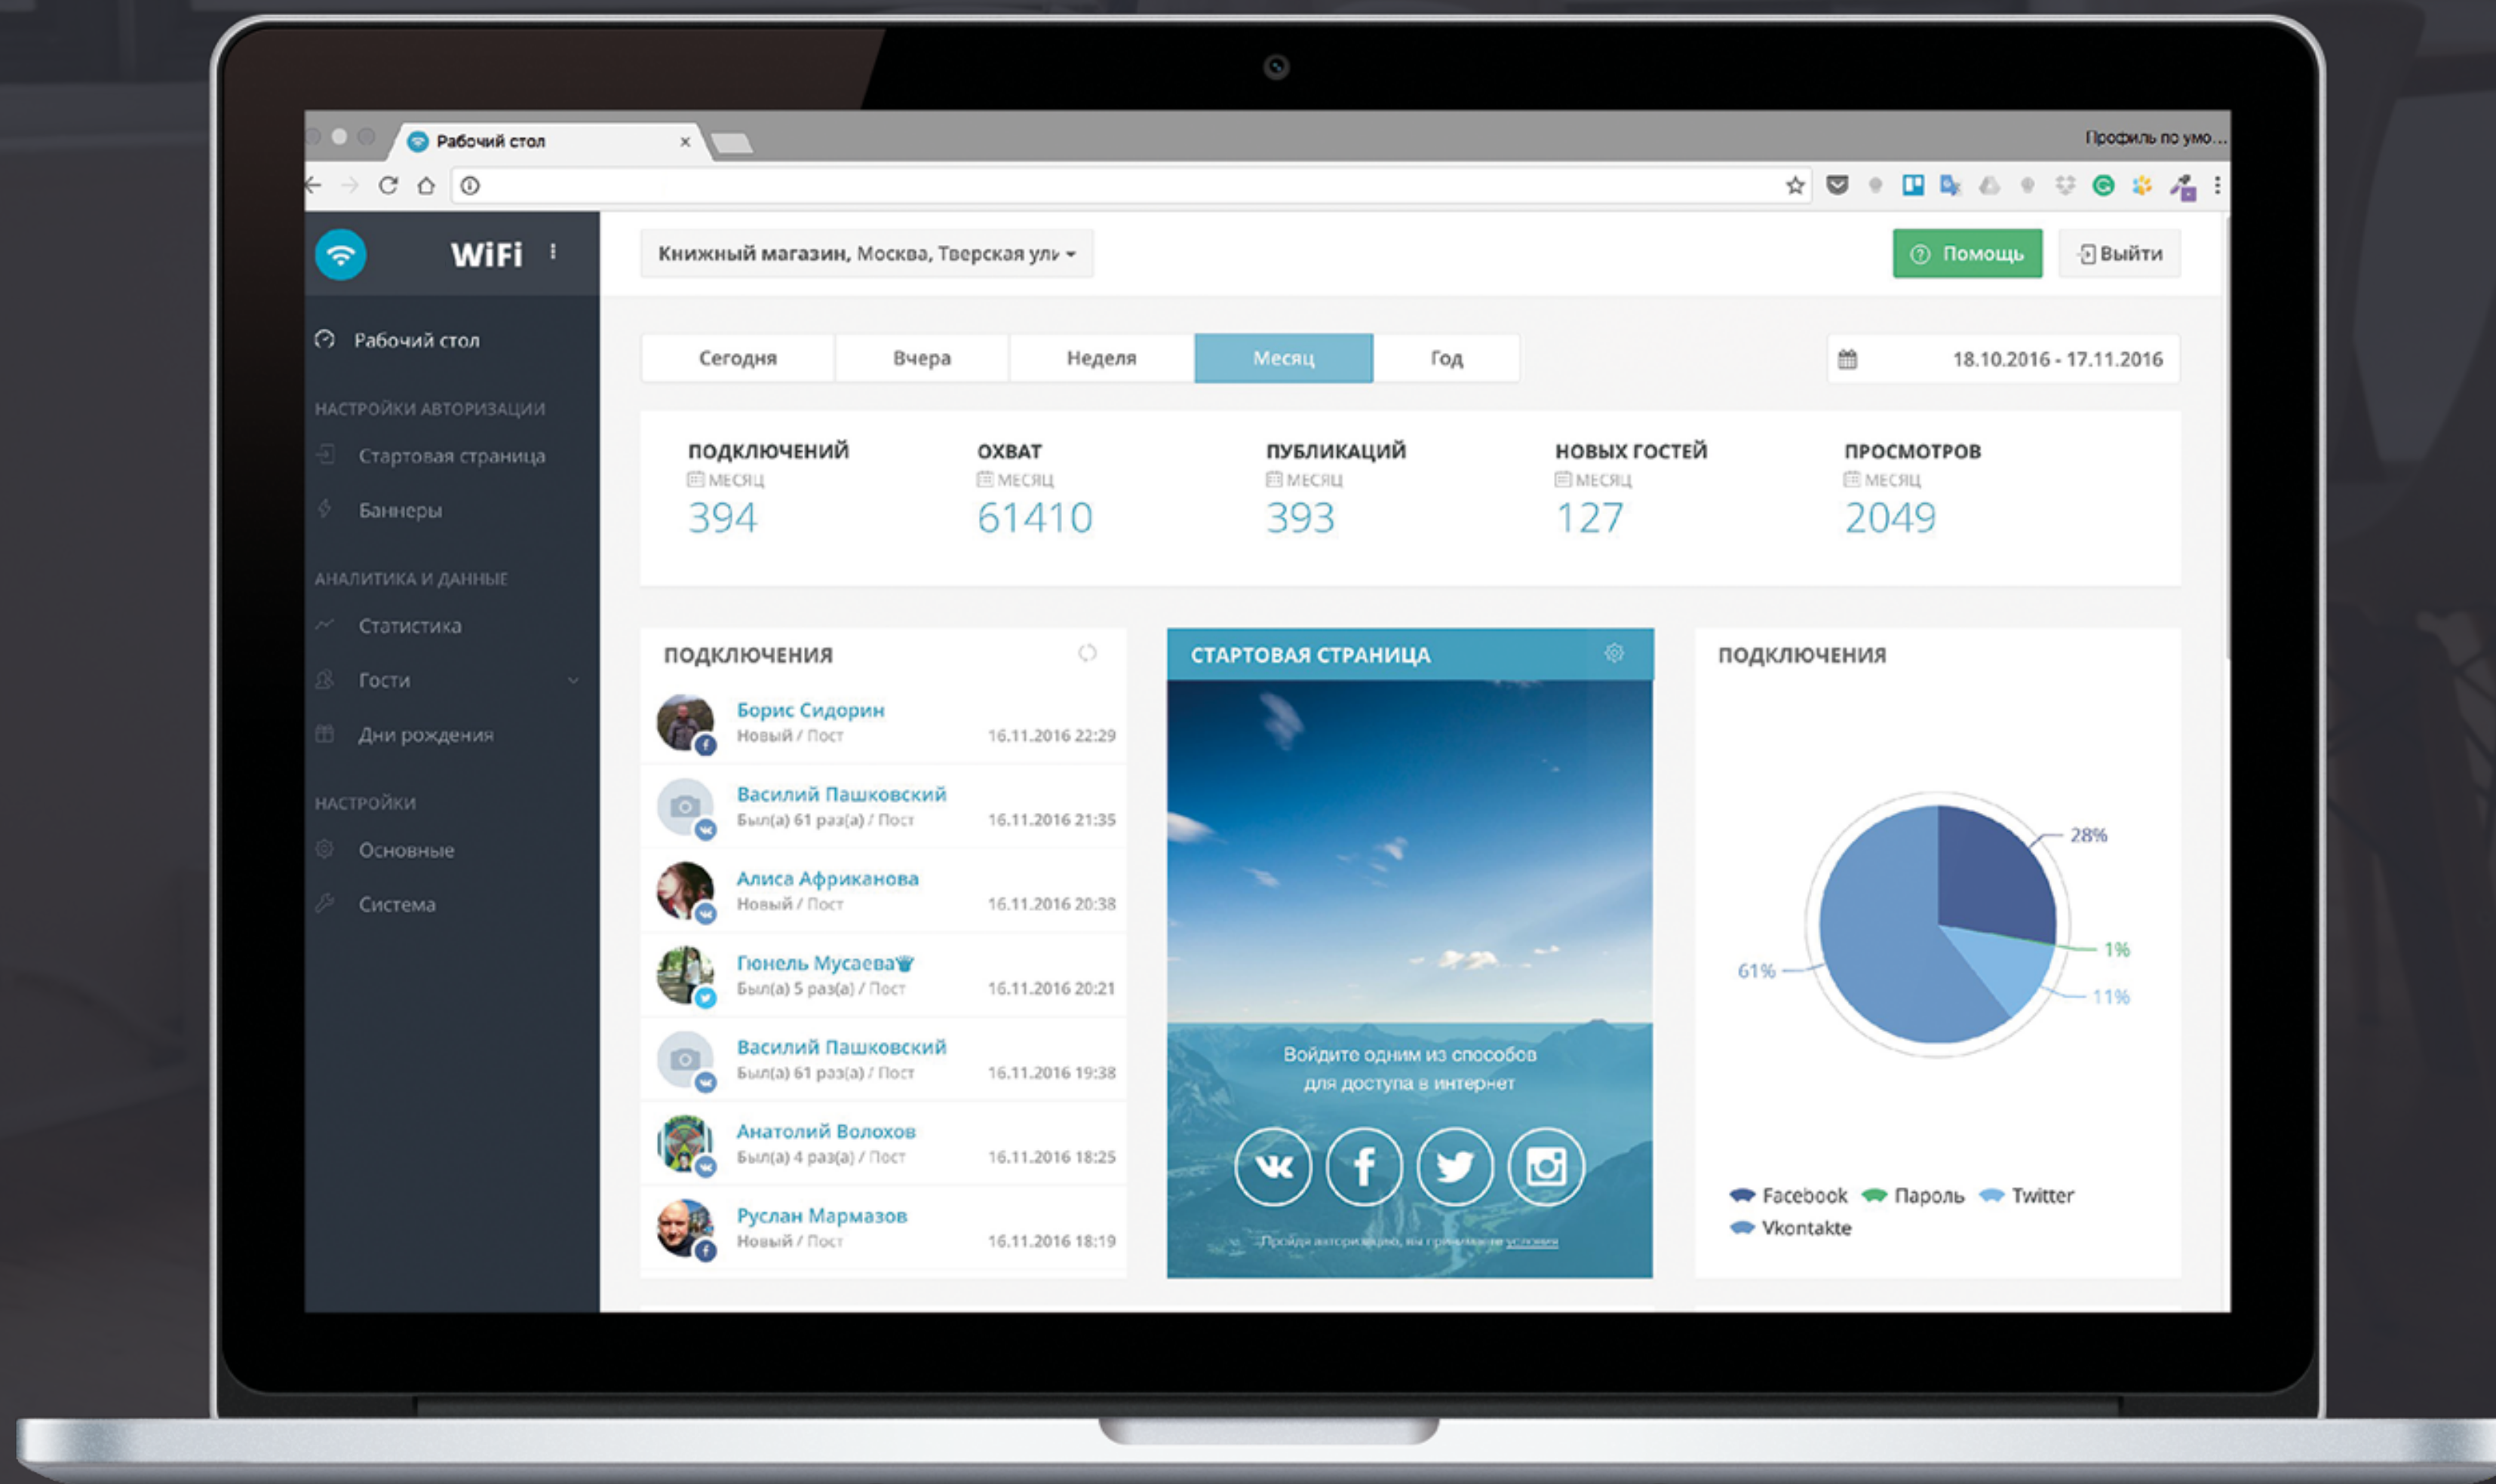 Рабочий стол
Профиль по умо...
WiFi
Книжный магазин, Москва, Тверская ули
Помощь
Выйти
Рабочий стол
НАСТРОЙКИ АВТОРИЗАЦИИ
Стартовая страница
Баннеры
АНАЛИТИКА И ДАННЫЕ
Статистика
Гости
Дни рождения
НАСТРОЙКИ
Основные
Система
Сегодня
Вчера
Неделя
Месяц
Год
18.10.2016 - 17.11.2016
ПОДКЛЮЧЕНИЙ
МЕСЯЦ
394
ОХВАТ
МЕСЯЦ
61410
ПУБЛИКАЦИЙ
МЕСЯЦ
393
НОВЫХ ГОСТЕЙ
МЕСЯЦ
127
ПРОСМОТРОВ
МЕСЯЦ
2049
ПОДКЛЮЧЕНИЯ
Борис Сидорин
Новый / Пост 16.11.2016 22:29
Василий Пашковский
Был(а) 61 раз(а) / Пост 16.11.2016 21:35
Алиса Африканова
Новый / Пост 16.11.2016 20:38
Гюнель Мусаева
Был(а) 5 раз(а) / Пост 16.11.2016 20:21
Василий Пашковский
Был(а) 61 раз(а) / Пост 16.11.2016 19:38
Анатолий Волохов
Был(а) 4 раз(а) / Пост 16.11.2016 18:25
Руслан Мармазов
Новый / Пост 16.11.2016 18:19
СТАРТОВАЯ СТРАНИЦА
Войдите одним из способов
для доступа в интернет
Пройдя авторизацию, вы принимаете условия
ПОДКЛЮЧЕНИЯ
28%
1%
11%
61%
Facebook Пароль Twitter
Vkontakte